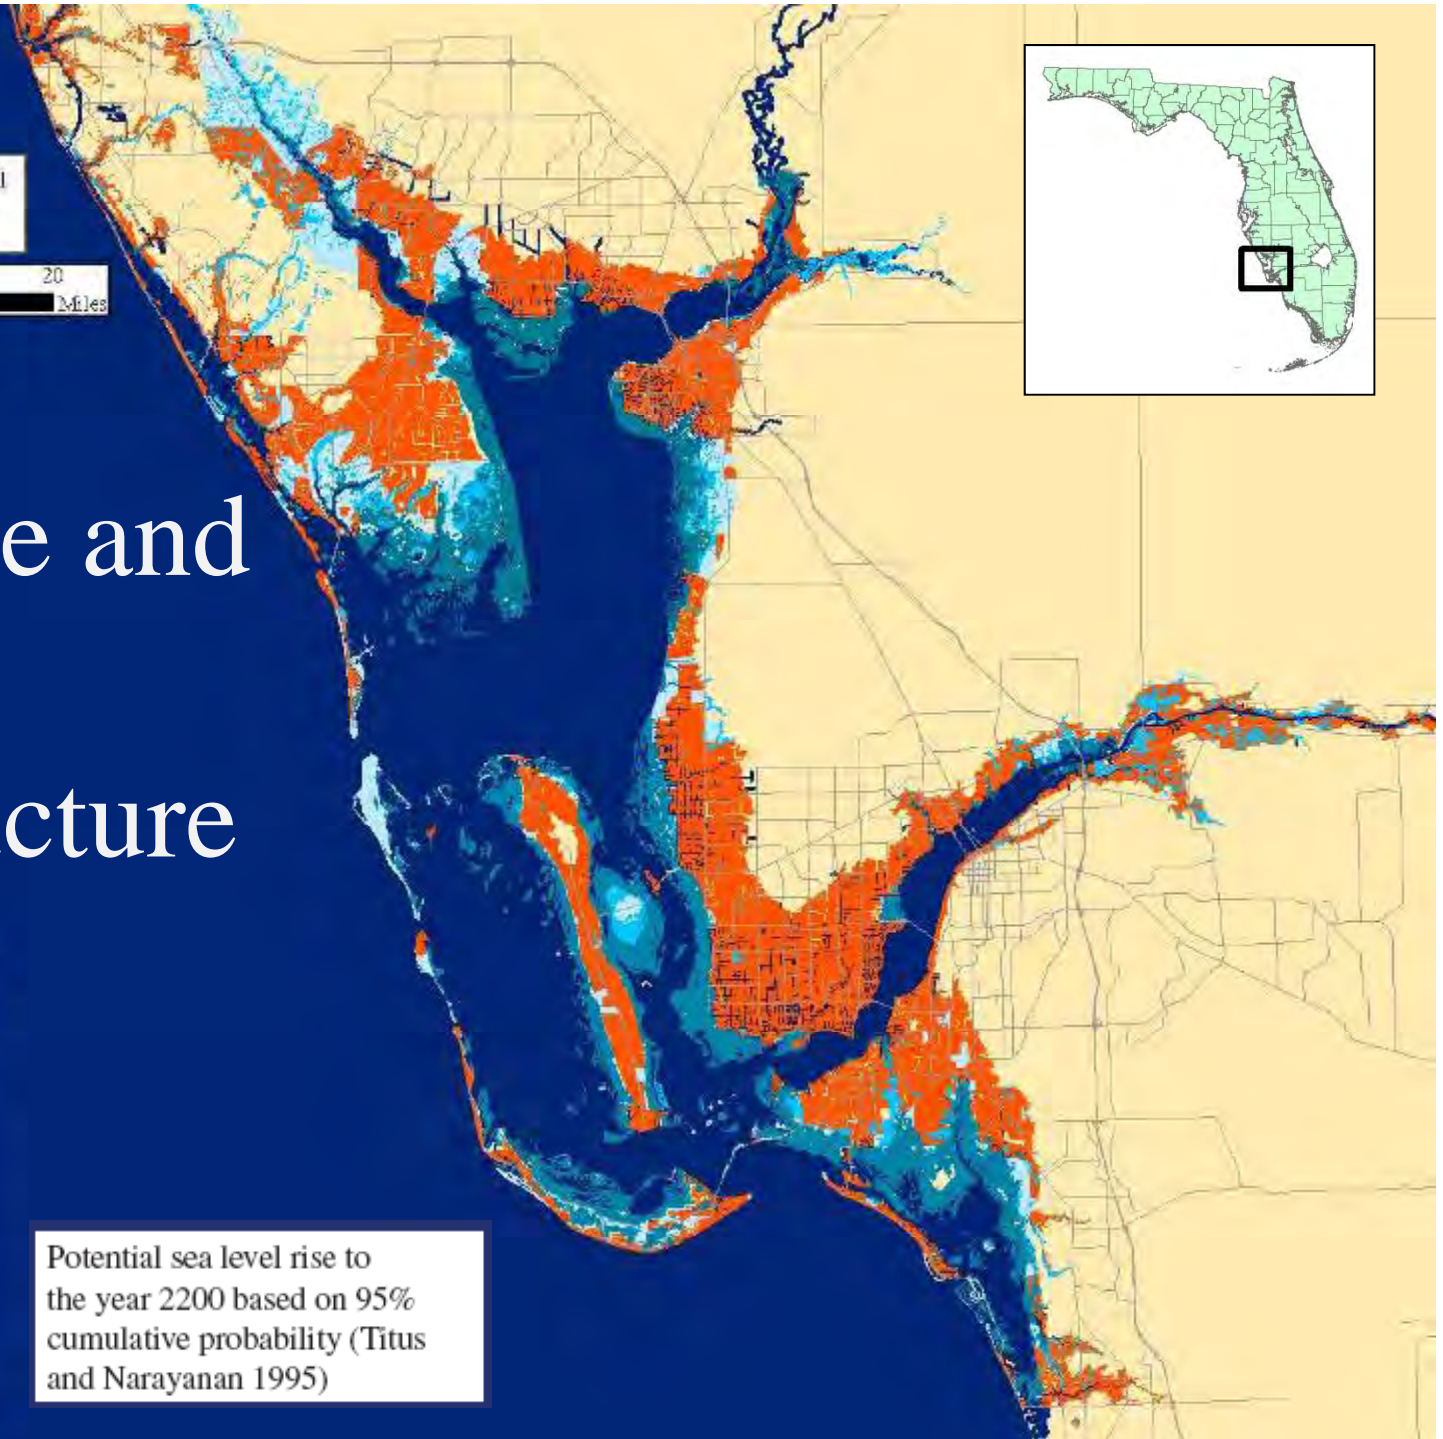 20
Miles
e and
cture
Potential sea level rise to
the year 2200 based on 95%
cumulative probability (Titus
and Narayanan 1995)